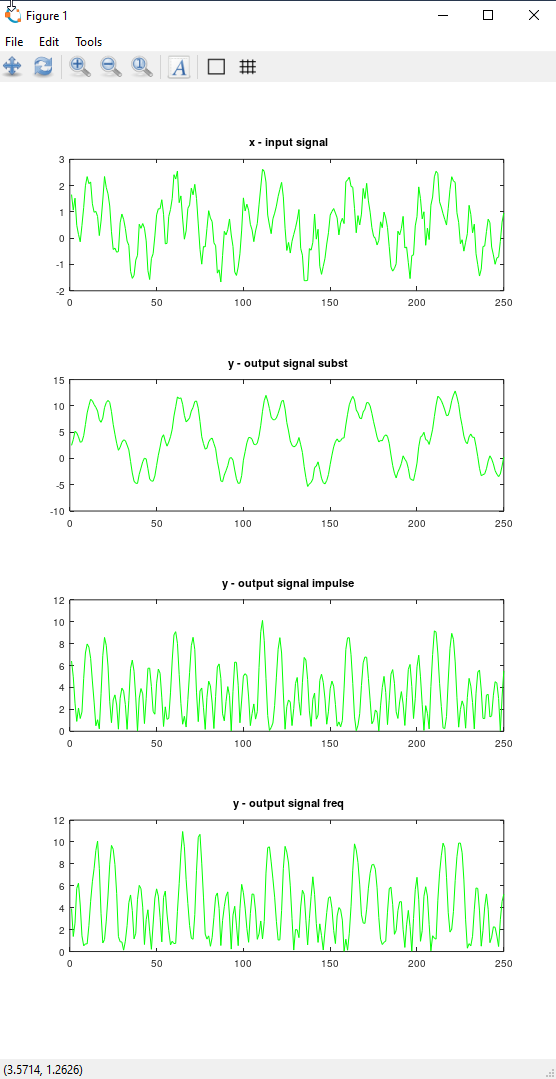 Figure 1
File Edit Tools
A
x - input signal
3
2
1
0
-1
-2
0 50 100 150 200 250
y - output signal subst
15
10
5
0
-5
-10
0 50 100 150 200 250
y - output signal impulse
12
10
8
6
4
2
0
0 50 100 150 200 250
y - output signal freq
12
10
8
6
4
2
0
0 50 100 150 200 250
(3.5714, 1.2626)